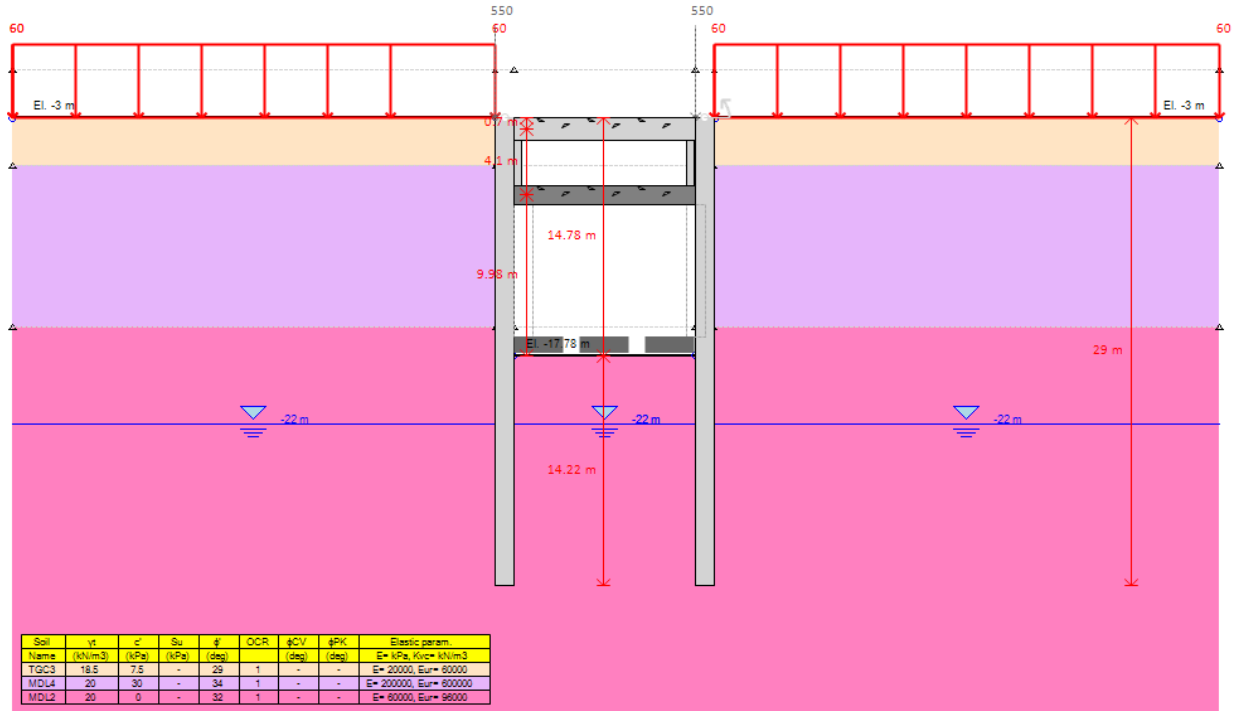 550 550
60 60 60 60
El. -3 m El. -3 m
0.7 m
4.1 m
14.78 m
9.98 m
El. -17.78 m
29 m
-22 m -22 m -22 m
14.22 m
Soil γt c' Su ϕ' OCR ϕCV ϕPK Elastic param.
Name (kN/m3) (kPa) (kPa) (deg) (deg) (deg) E= kPa, Kvc= kN/m3
TGC3 18.5 7.5 - 29 1 - - E= 20000, Eur= 60000
MDL4 20 30 - 34 1 - - E= 200000, Eur= 600000
MDL2 20 0 - 32 1 - - E= 60000, Eur= 96000